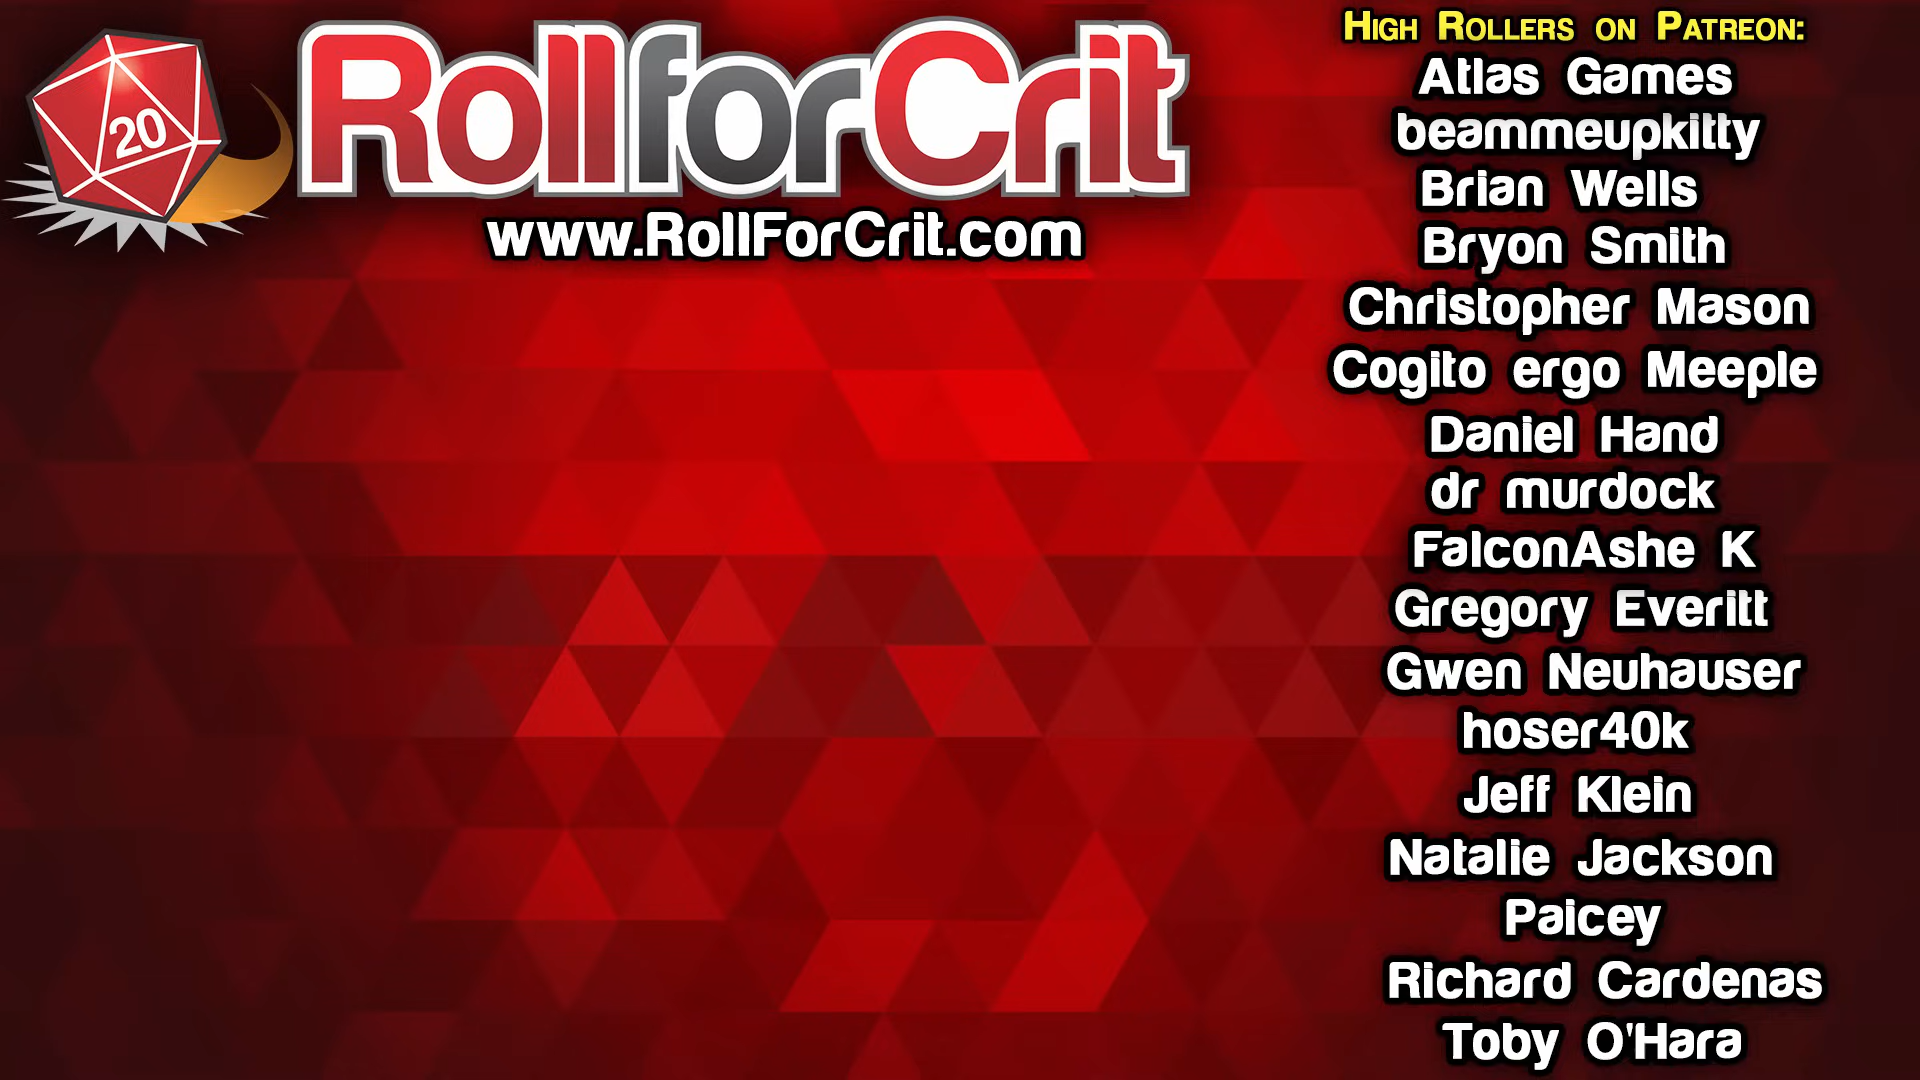 20
RollforCrit
www.RollForCrit.com
High Rollers on Patreon:
Atlas Games
beammeupkitty
Brian Wells
Bryon Smith
Christopher Mason
Cogito ergo Meeple
Daniel Hand
dr murdock
FalconAshe K
Gregory Everitt
Gwen Neuhauser
hoser40k
Jeff Klein
Natalie Jackson
Paicey
Richard Cardenas
Toby O'Hara